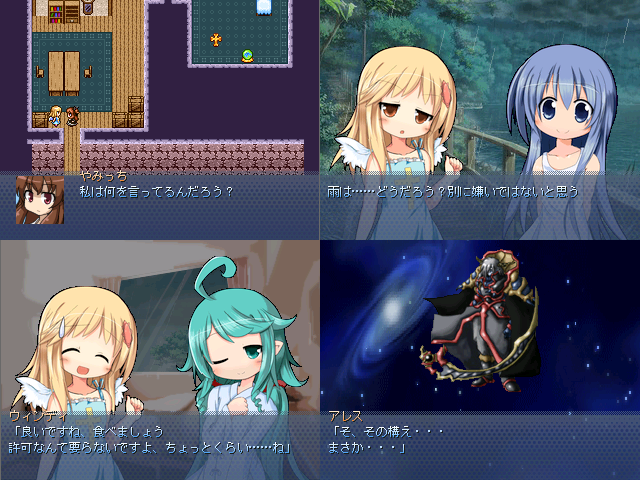 やみっち
私は何を言ってるんだろう？
雨は……どうだろう？別に嫌いではないと思う
ウィンディ
「良いですね、食べましょう
許可なんて要らないですよ、ちょっとくらい……ね」
アレス
「そ、その構え・・・
まさか・・・」